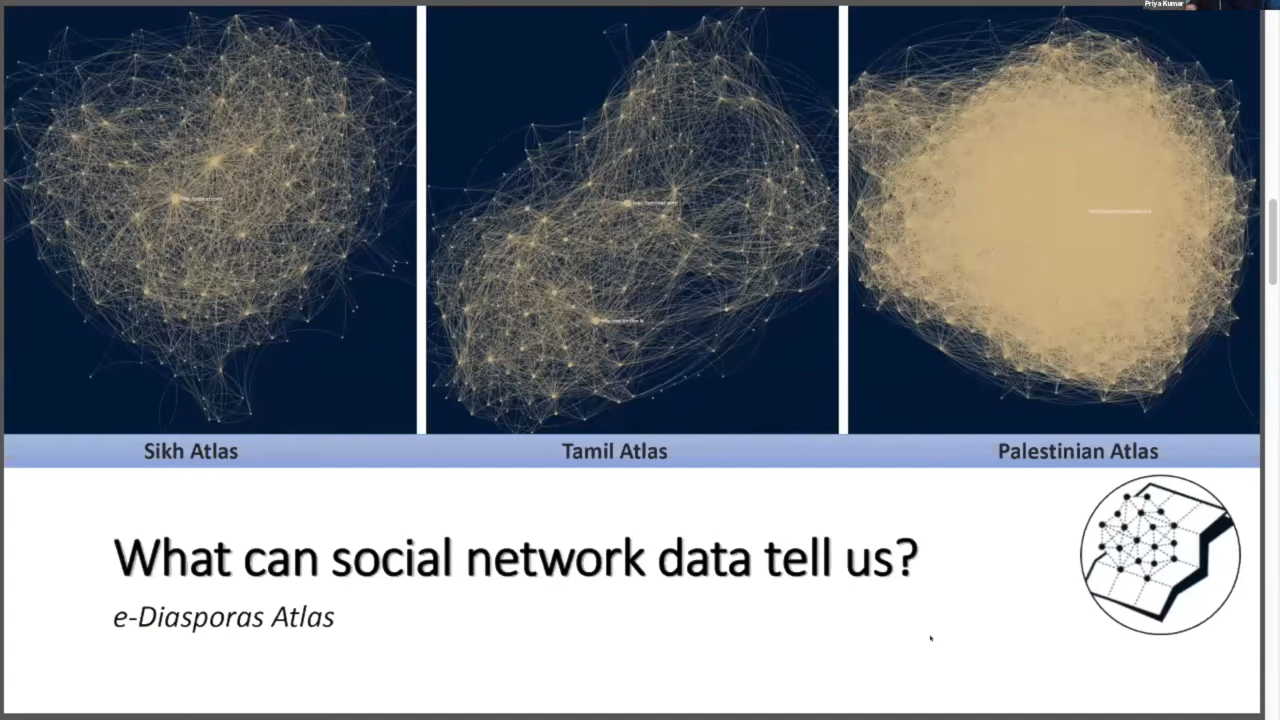 Priya Kumar
Sikh Atlas
Tamil Atlas
Palestinian Atlas
What can social network data tell us?
e-Diasporas Atlas